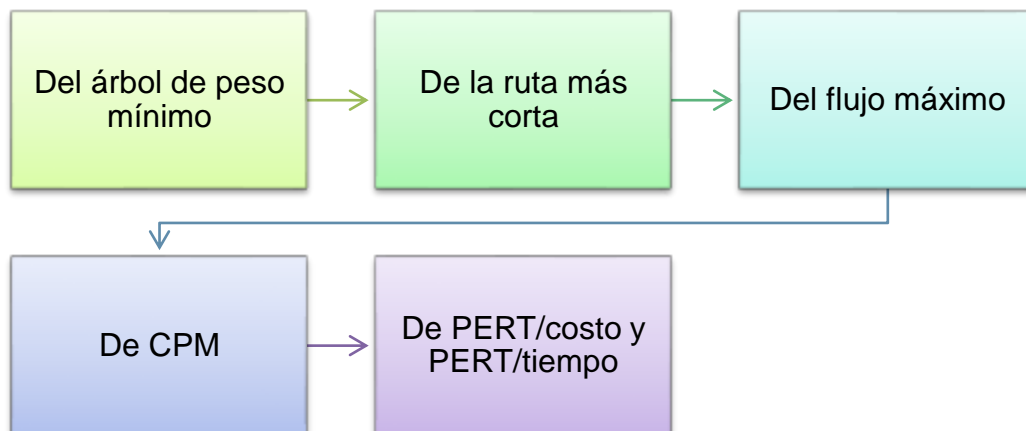 Del árbol de peso
mínimo
De la ruta más
corta
Del flujo máximo
De CPM
De PERT/costo y
PERT/tiempo